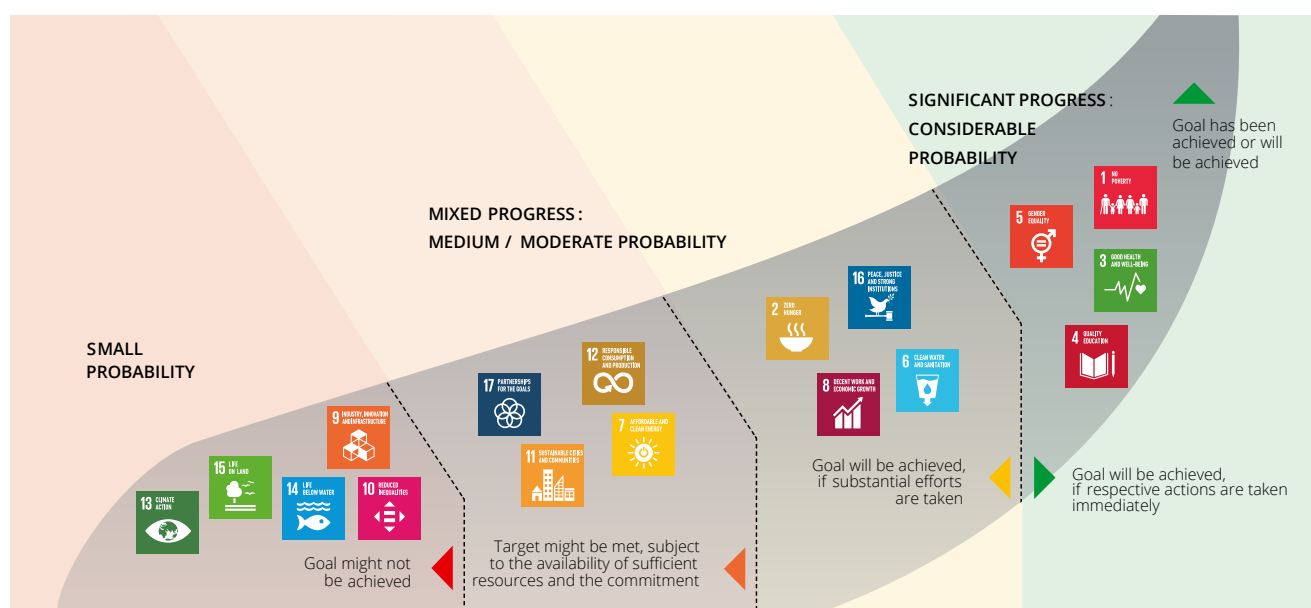 SIGNIFICANT PROGRESS:
CONSIDERABLE
PROBABILITY
Goal has been
achieved or will
be achieved
1 NO
POVERTY
5 GENDER
EQUALITY
3 GOOD HEALTH
AND WELL-BEING
4 QUALITY
EDUCATION
Goal will be achieved,
if respective actions are taken
immediately
MIXED PROGRESS:
MEDIUM / MODERATE PROBABILITY
16 PEACE, JUSTICE
AND STRONG
INSTITUTIONS
2 ZERO
HUNGER
6 CLEAN WATER
AND SANITATION
8 DECENT WORK AND
ECONOMIC GROWTH
Goal will be achieved,
if substantial efforts
are taken
12 RESPONSIBLE
CONSUMPTION
AND PRODUCTION
17 PARTNERSHIPS
FOR THE GOALS
7 AFFORDABLE AND
CLEAN ENERGY
11 SUSTAINABLE CITIES
AND COMMUNITIES
Target might be met, subject
to the availability of sufficient
resources and the commitment
SMALL
PROBABILITY
9 INDUSTRY, INNOVATION
AND INFRASTRUCTURE
15 LIFE
ON LAND
14 LIFE
BELOW WATER
10 REDUCED
INEQUALITIES
13 CLIMATE
ACTION
Goal might not
be achieved